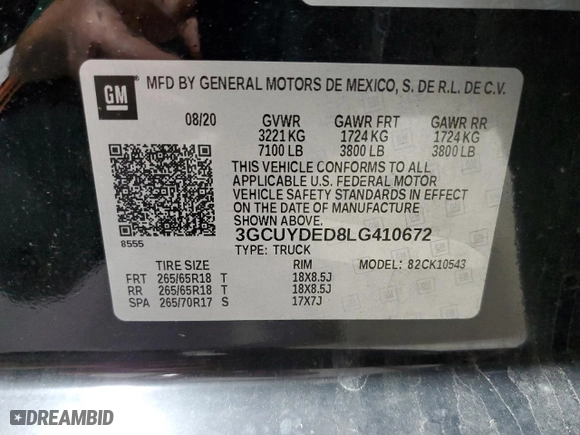 GM
MFD BY GENERAL MOTORS DE MEXICO, S. DE R.L. DE C.V.
08/20 GVWR GAWR FRT GAWR RR
3221 KG 1724 KG 1724 KG
7100 LB 3800 LB 3800 LB
THIS VEHICLE CONFORMS TO ALL
APPLICABLE U.S. FEDERAL MOTOR
VEHICLE SAFETY STANDARDS IN EFFECT
ON THE DATE OF MANUFACTURE
SHOWN ABOVE.
8555
3GCUYDED8LG410672
TYPE: TRUCK
TIRE SIZE RIM MODEL: 82CK10543
FRT 265/65R18 T 18X8.5J
RR 265/65R18 T 18X8.5J
SPA 265/70R17 S 17X7J
DREAMBID